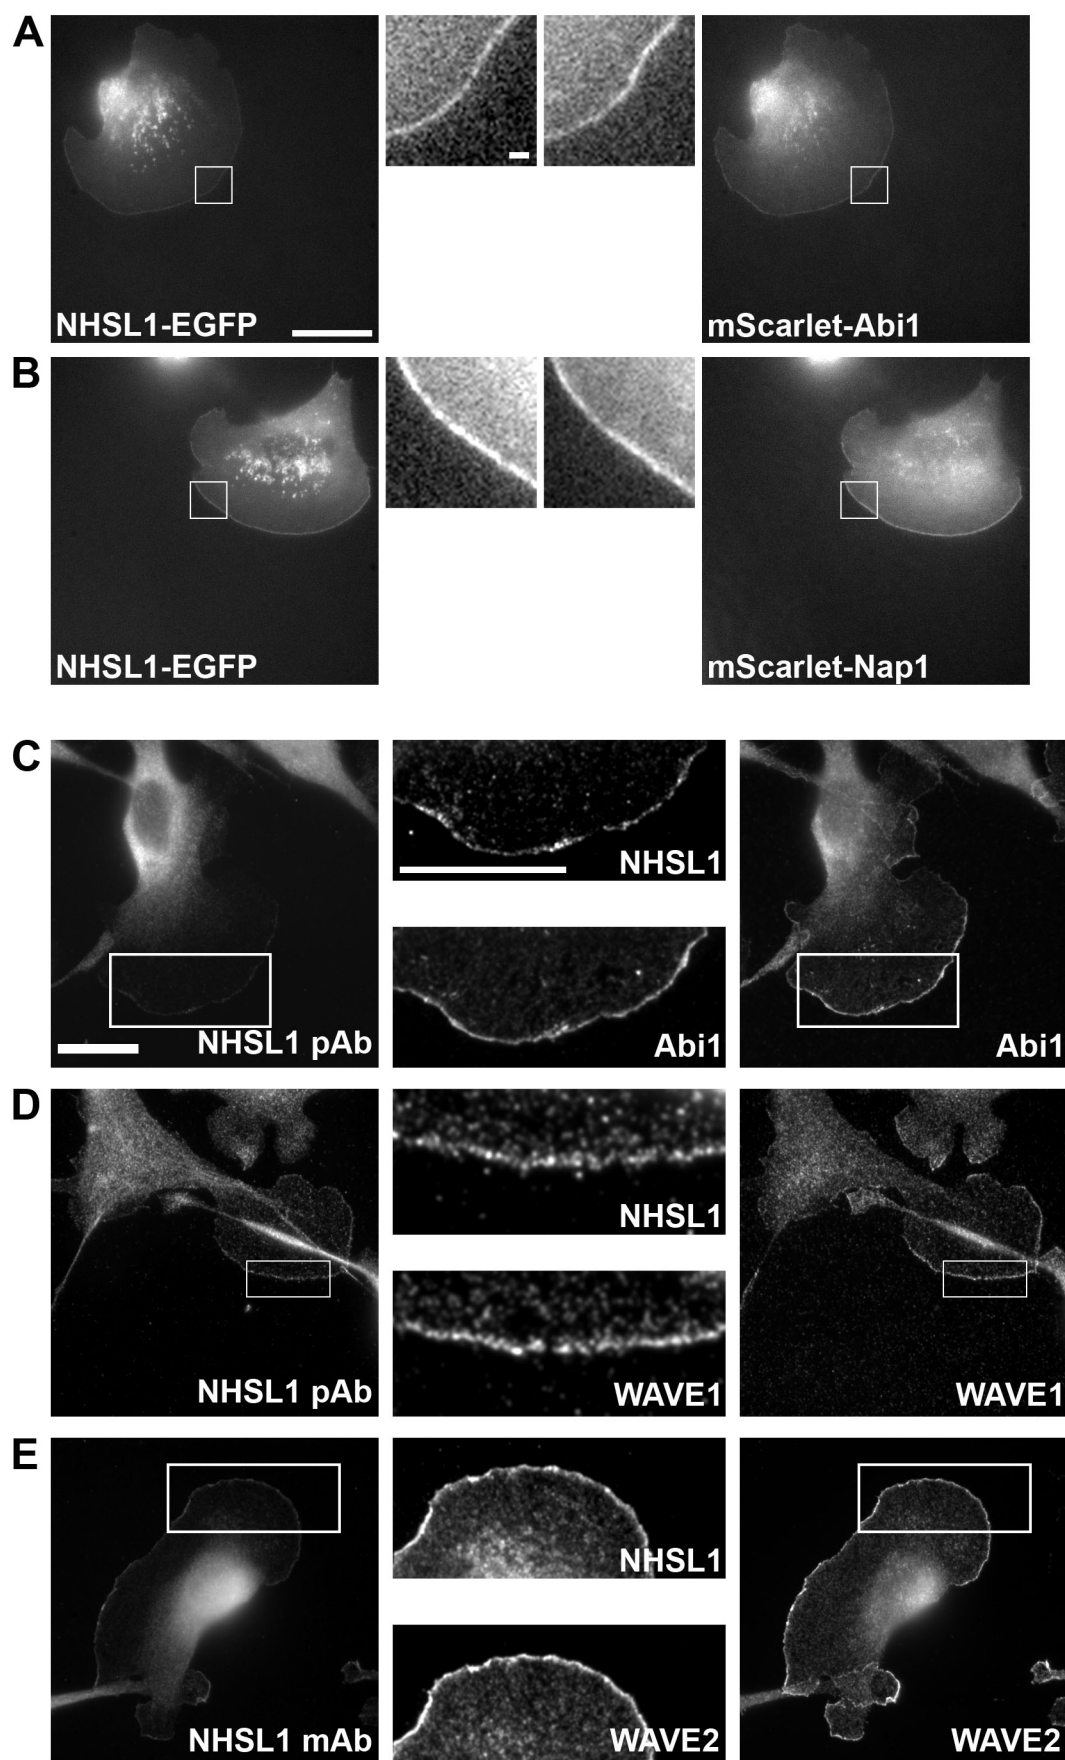 A
NHSL1-EGFP
mScarlet-Abi1
B
NHSL1-EGFP
mScarlet-Nap1
C
NHSL1 pAb
NHSL1
Abi1
Abi1
D
NHSL1 pAb
NHSL1
WAVE1
WAVE1
E
NHSL1 mAb
NHSL1
WAVE2
WAVE2